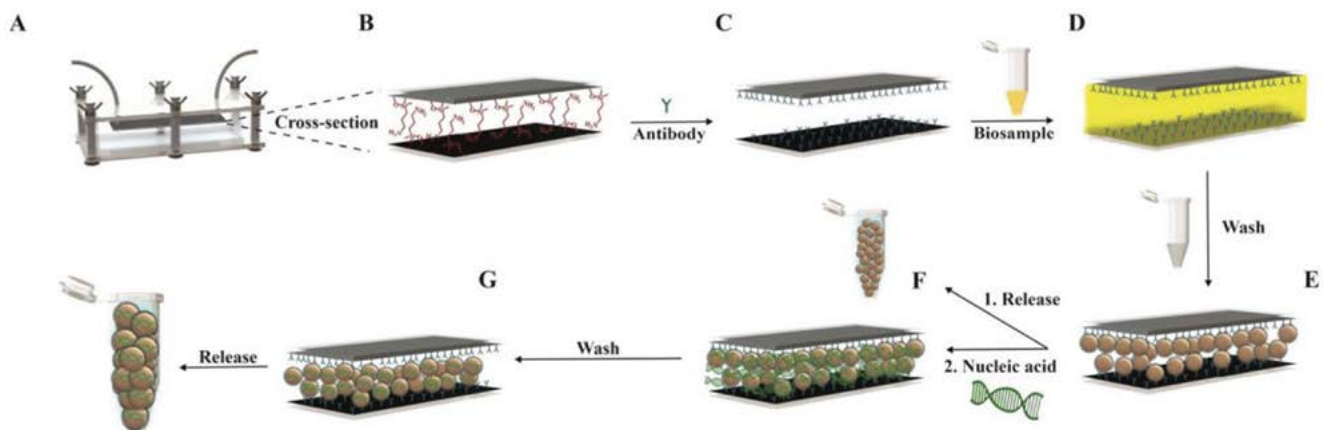 A
B
C
D
Cross-section
Antibody
Biosample
Wash
G
F
E
1. Release
Release
Wash
2. Nucleic acid